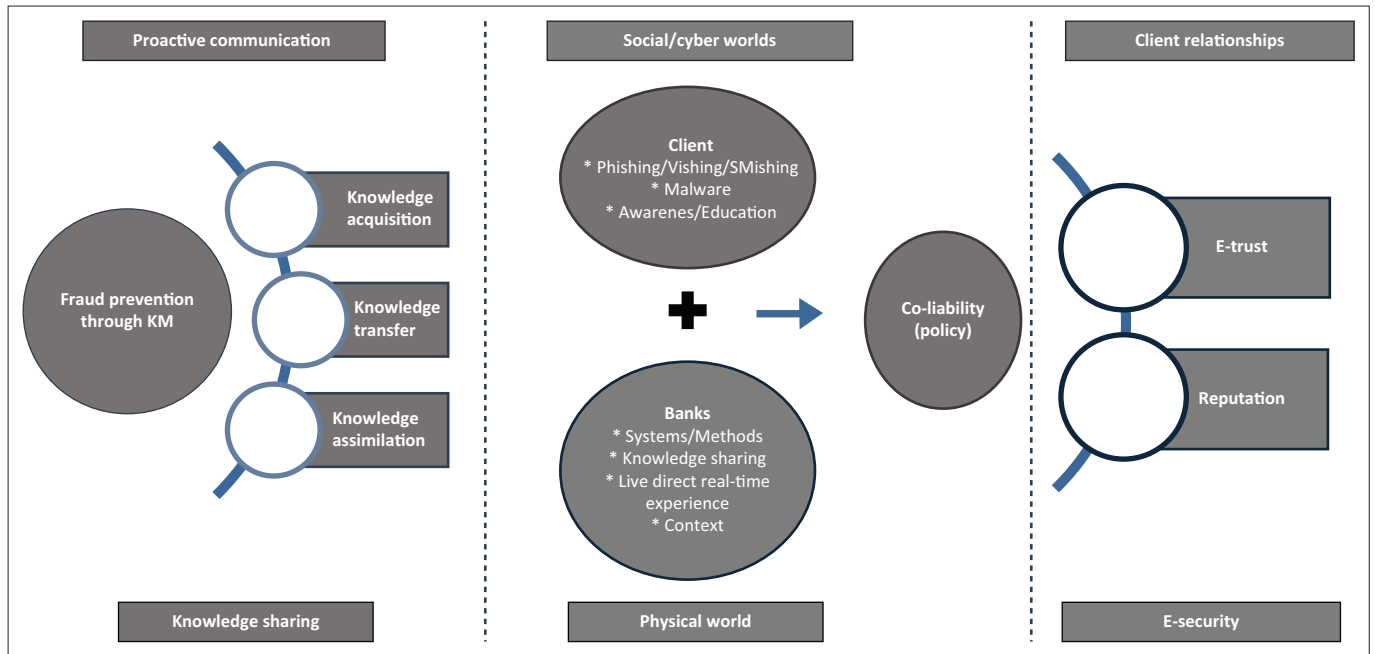 Proactive communication
Fraud prevention
through KM
Knowledge
acquisition
Knowledge
transfer
Knowledge
assimilation
Knowledge sharing
Social/cyber worlds
Client
* Phishing/Vishing/SMishing
* Malware
* Awarenes/Education
Banks
* Systems/Methods
* Knowledge sharing
* Live direct real-time
experience
* Context
Co-liability
(policy)
Physical world
Client relationships
E-trust
Reputation
E-security